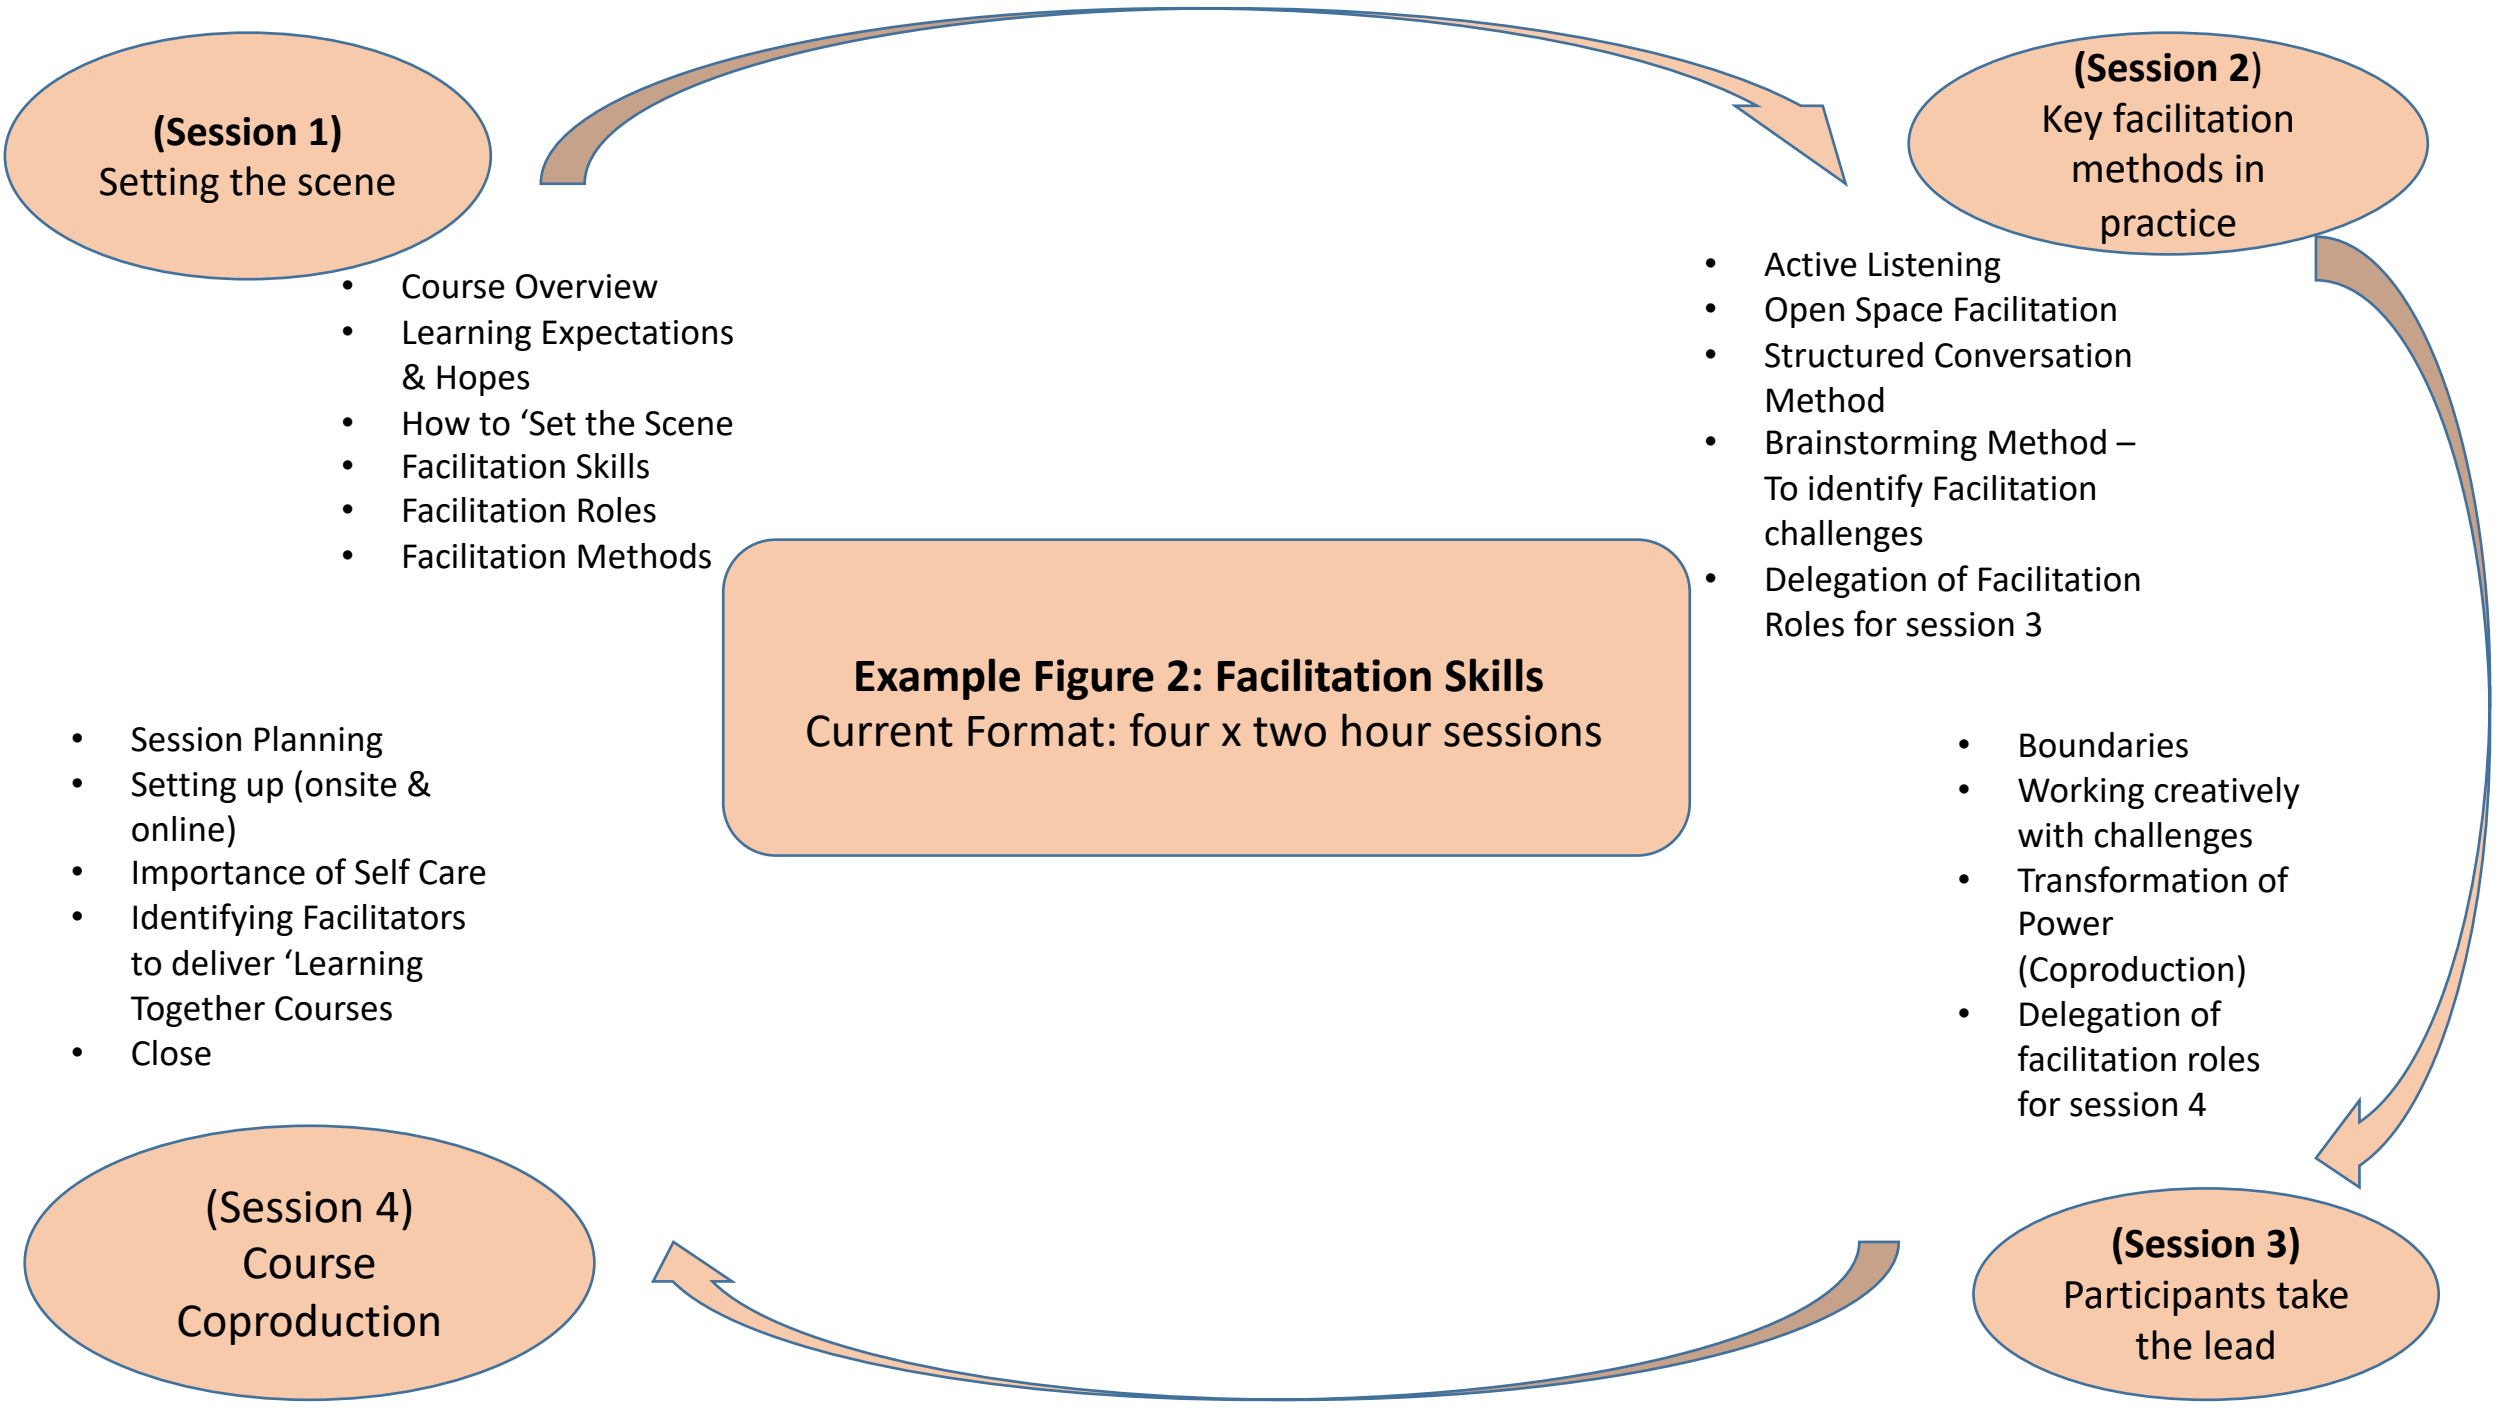 (Session 1)
Setting the scene
• Course Overview
• Learning Expectations
& Hopes
• How to ‘Set the Scene
• Facilitation Skills
• Facilitation Roles
• Facilitation Methods
(Session 2)
Key facilitation
methods in
practice
• Active Listening
• Open Space Facilitation
• Structured Conversation
Method
• Brainstorming Method –
To identify Facilitation
challenges
• Delegation of Facilitation
Roles for session 3
Example Figure 2: Facilitation Skills
Current Format: four x two hour sessions
• Boundaries
• Working creatively
with challenges
• Transformation of
Power
(Coproduction)
• Delegation of
facilitation roles
for session 4
(Session 3)
Participants take
the lead
• Session Planning
• Setting up (onsite &
online)
• Importance of Self Care
• Identifying Facilitators
to deliver ‘Learning
Together Courses
• Close
(Session 4)
Course
Coproduction